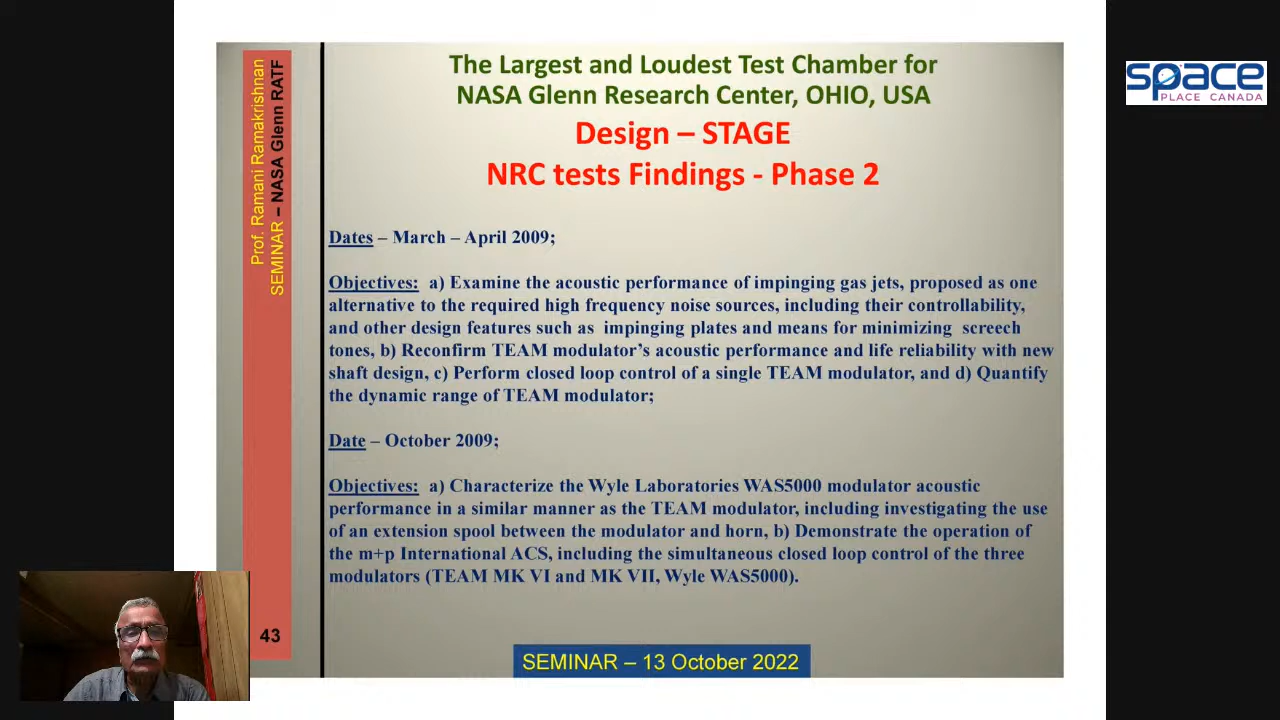 The Largest and Loudest Test Chamber for
NASA Glenn Research Center, OHIO, USA
Design – STAGE
NRC tests Findings - Phase 2
Prof. Ramani Ramakrishnan
SEMINAR – NASA Glenn RATF
space
PLACE CANADA
Dates – March – April 2009;
Objectives: a) Examine the acoustic performance of impinging gas jets, proposed as one
alternative to the required high frequency noise sources, including their controllability,
and other design features such as impinging plates and means for minimizing screech
tones, b) Reconfirm TEAM modulator’s acoustic performance and life reliability with new
shaft design, c) Perform closed loop control of a single TEAM modulator, and d) Quantify
the dynamic range of TEAM modulator;
Date – October 2009;
Objectives: a) Characterize the Wyle Laboratories WAS5000 modulator acoustic
performance in a similar manner as the TEAM modulator, including investigating the use
of an extension spool between the modulator and horn, b) Demonstrate the operation of
the m+p International ACS, including the simultaneous closed loop control of the three
modulators (TEAM MK VI and MK VII, Wyle WAS5000).
43
SEMINAR – 13 October 2022